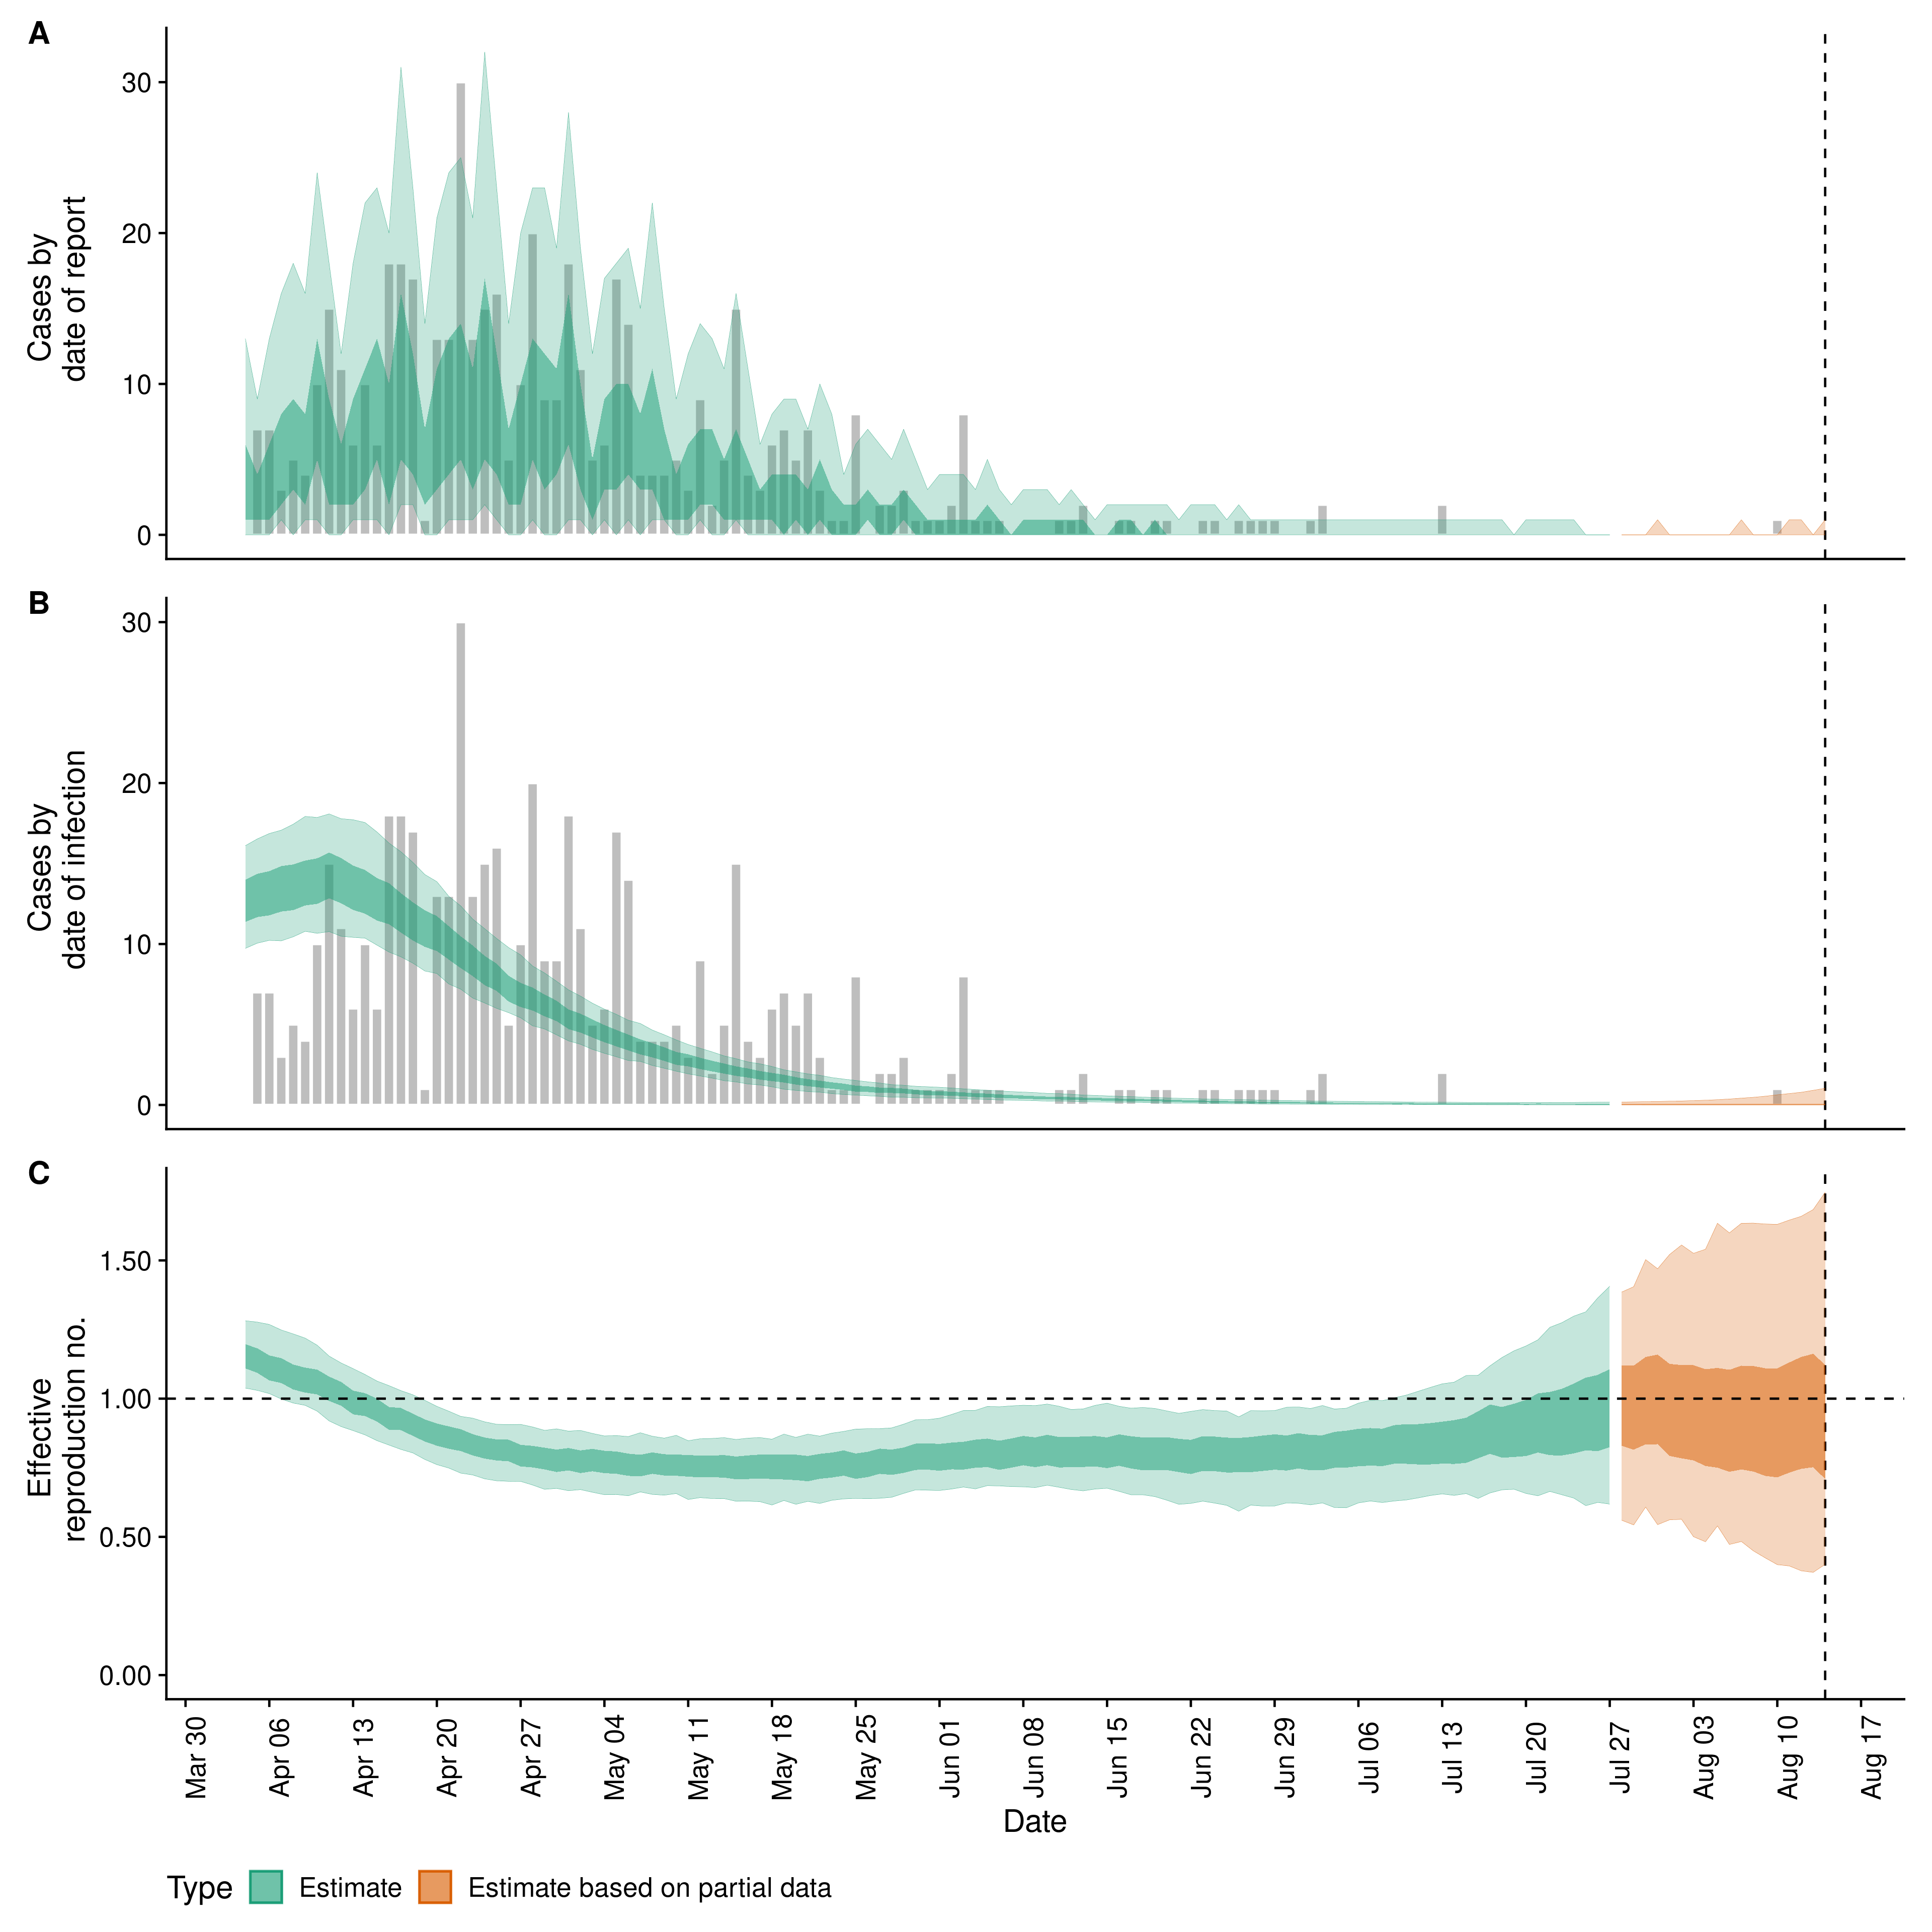 A
Cases by
date of report
30
20
10
0
B
Cases by
date of infection
30
20
10
0
C
Effective
reproduction no.
1.50
1.00
0.50
0.00
Mar 30
Apr 06
Apr 13
Apr 20
Apr 27
May 04
May 11
May 18
May 25
Jun 01
Jun 08
Jun 15
Jun 22
Jun 29
Jul 06
Jul 13
Jul 20
Jul 27
Aug 03
Aug 10
Aug 17
Date
Type Estimate Estimate based on partial data